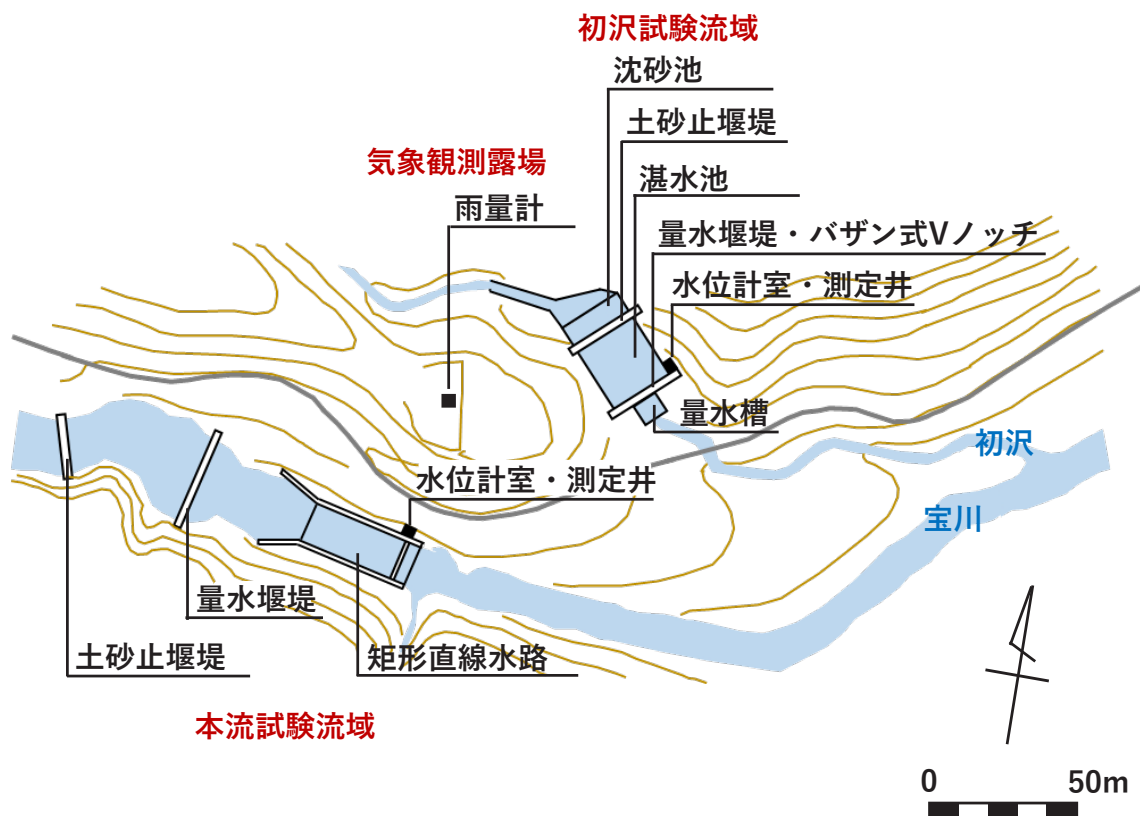 初沢試験流域
沈砂池
土砂止堰堤
気象観測露場
湛水池
雨量計
量水堰堤・バザン式Vノッチ
水位計室・測定井
量水槽
初沢
水位計室・測定井
宝川
量水堰堤
土砂止堰堤
矩形直線水路
本流試験流域
0 50m